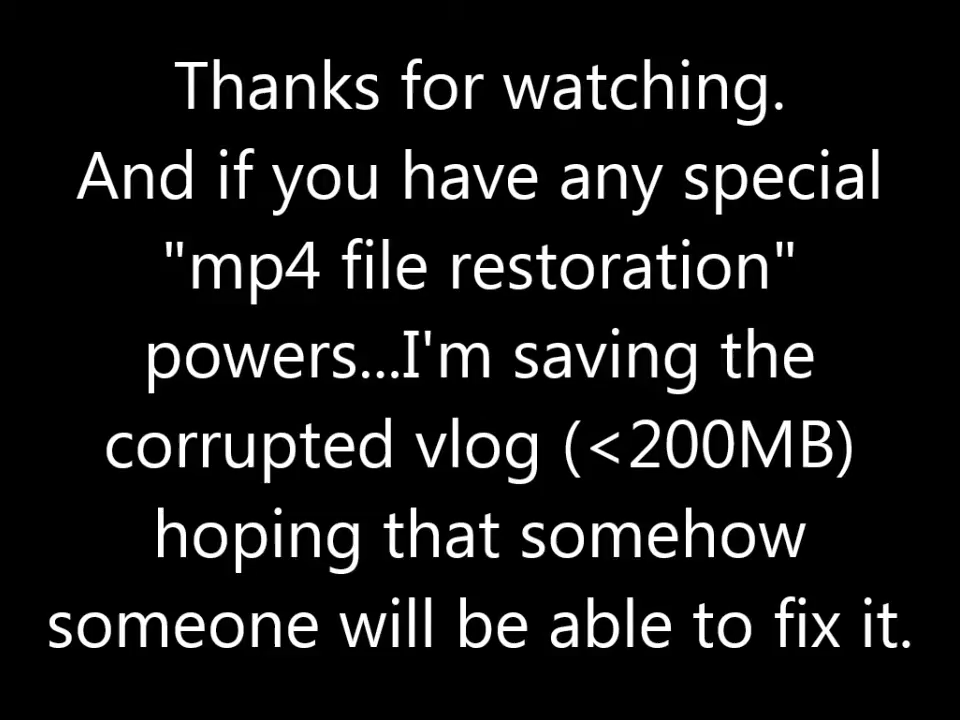 Thanks for watching.
And if you have any special
"mp4 file restoration"
powers...I'm saving the
corrupted vlog (<200MB)
hoping that somehow
someone will be able to fix it.